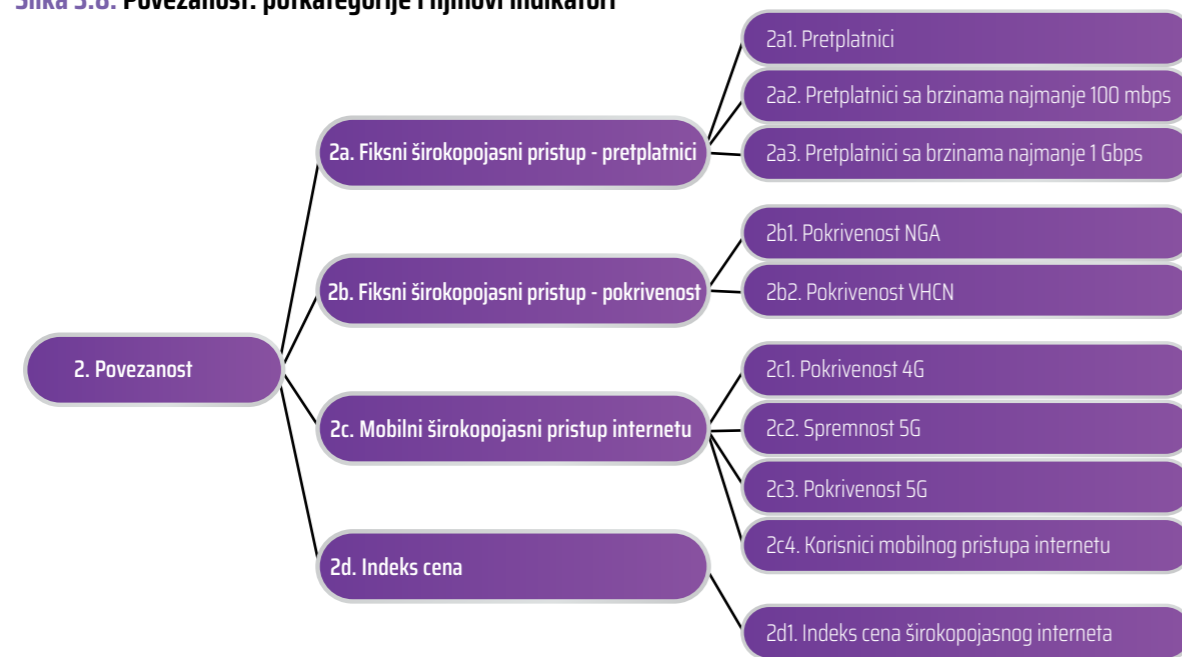 Slika 3.8. Povezanost: potkategorije i njihovi indikatori
2a1. Pretplatnici
2a2. Pretplatnici sa brzinama najmanje 100 mbps
2a. Fiksni širokopojasni pristup - pretplatnici
2a3. Pretplatnici sa brzinama najmanje 1 Gbps
2b1. Pokrivenost NGA
2b. Fiksni širokopojasni pristup - pokrivenost
2b2. Pokrivenost VHCN
2. Povezanost
2c1. Pokrivenost 4G
2c. Mobilni širokopojasni pristup internetu
2c2. Spremnost 5G
2c3. Pokrivenost 5G
2c4. Korisnici mobilnog pristupa internetu
2d. Indeks cena
2d1. Indeks cena širokopojasnog interneta